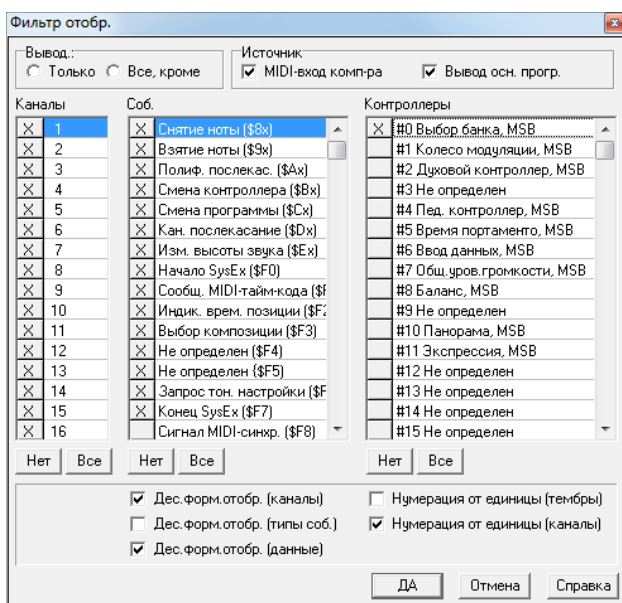 Фильтр отобр.
Вывод.:
Только Все, кроме
Источник
MIDI-вход комп-ра Вывод осн. прогр.
Каналы
X 1
X 2
X 3
X 4
X 5
X 6
X 7
X 8
X 9
X 10
X 11
X 12
X 13
X 14
X 15
X 16
Нет Все
Соб.
X Снятие ноты ($8x)
X Взятие ноты ($9x)
X Полиф. послекас. ($Ax)
X Смена контроллера ($Bx)
X Смена программы ($Cx)
X Кан. послекасание ($Dx)
X Изм. высоты звука ($Ex)
X Начало SysEx ($F0)
X Сообщ. MIDI-тайм-кода ($F
X Индик. врем. позиции ($F2
X Выбор композиции ($F3)
X Не определен ($F4)
X Не определен {$F5)
X Запрос тон. настройки ($F
X Конец SysEx ($F7)
Сигнал MIDI-синхр. ($F8)
Нет Все
Контроллеры
X #0 Выбор банка, MSB
#1 Колесо модуляции, MSB
#2 Духовой контроллер, MSB
#3 Не определен
#4 Пед. контроллер, MSB
#5 Время портаменто, MSB
#6 Ввод данных, MSB
#7 Общ.уров.громкости, MSB
#8 Баланс, MSB
#9 Не определен
#10 Панорама, MSB
#11 Экспрессия, MSB
#12 Не определен
#13 Не определен
#14 Не определен
#15 Не определен
Нет Все
Дес.форм.отобр. (каналы)
Дес.форм.отобр. (типы соб.)
Дес.форм.отобр. (данные)
Нумерация от единицы (тембры)
Нумерация от единицы (каналы)
ДА Отмена Справка